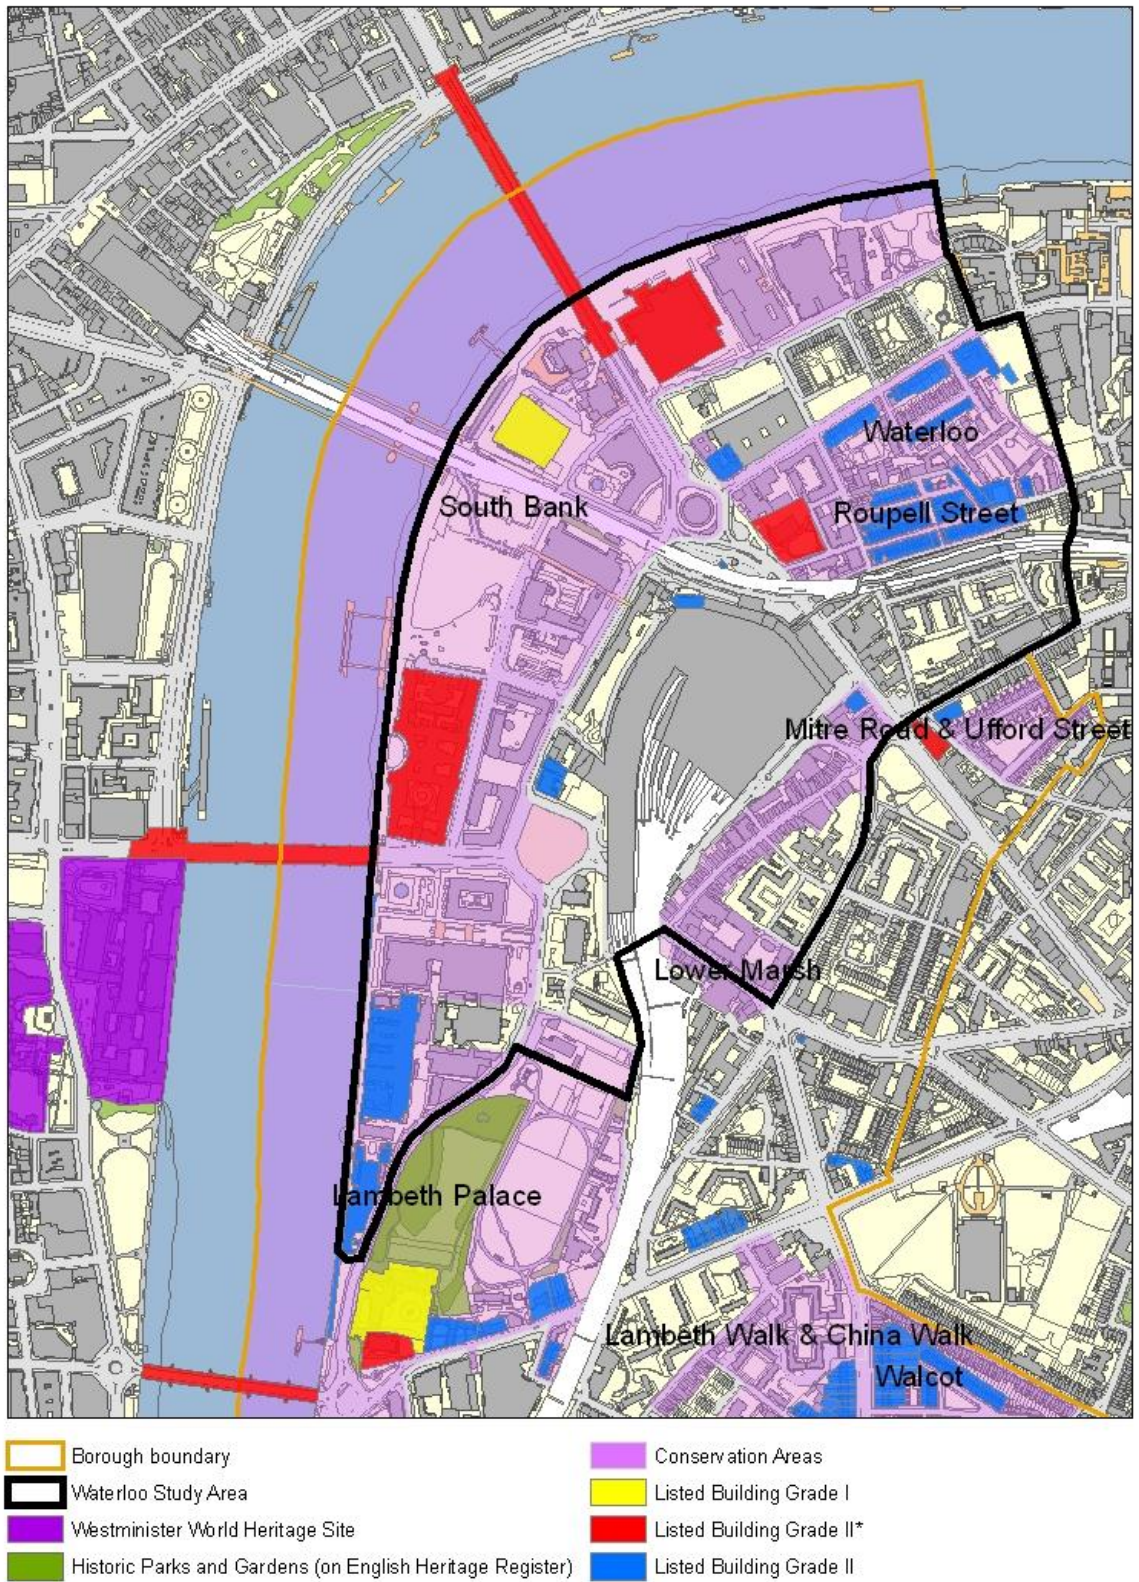 Waterloo
South Bank
Roupell Street
Mitre Road & Ufford Street
Lower Marsh
Lambeth Palace
Lambeth Walk & China Walk
Walcot
Borough boundary
Waterloo Study Area
Westminister World Heritage Site
Historic Parks and Gardens (on English Heritage Register)
Conservation Areas
Listed Building Grade I
Listed Building Grade II*
Listed Building Grade II